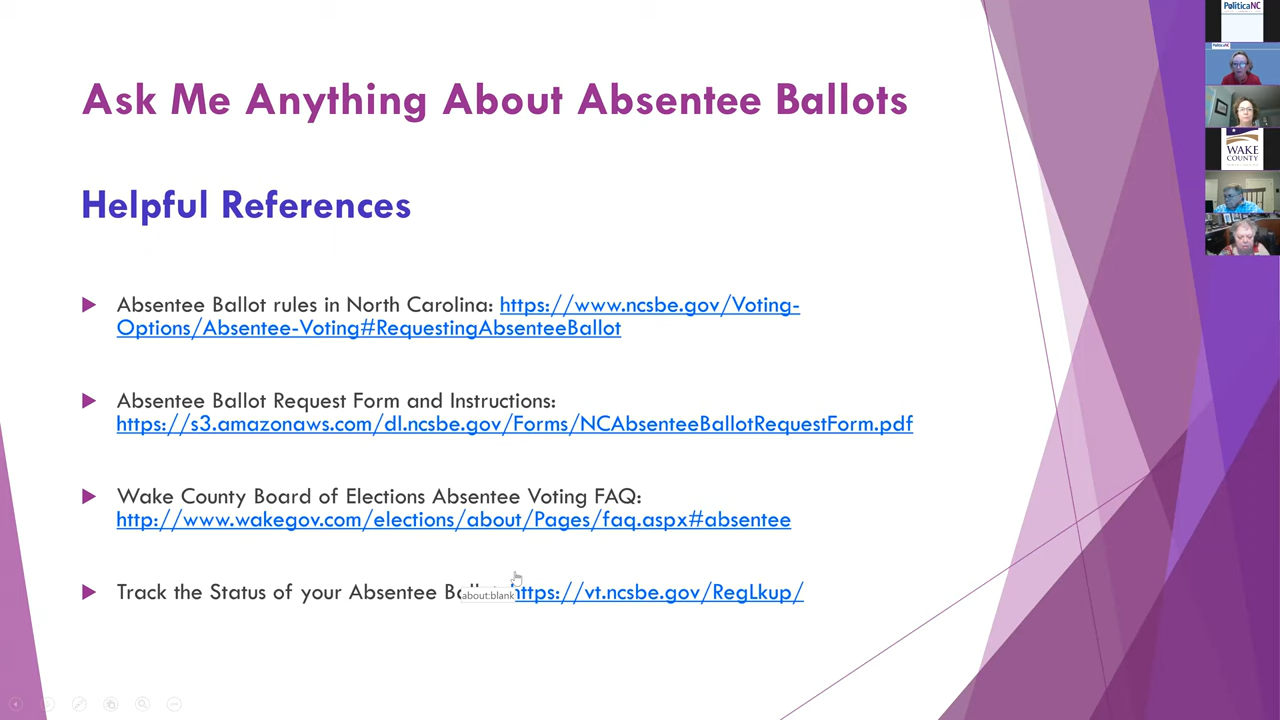 Ask Me Anything About Absentee Ballots
Helpful References
Absentee Ballot rules in North Carolina: https://www.ncsbe.gov/Voting-
Options/Absentee-Voting#RequestingAbsenteeBallot
Absentee Ballot Request Form and Instructions:
https://s3.amazonaws.com/dl.ncsbe.gov/Forms/NCAbsenteeBallotRequestForm.pdf
Wake County Board of Elections Absentee Voting FAQ:
http://www.wakegov.com/elections/about/Pages/faq.aspx#absentee
Track the Status of your Absentee https://vt.ncsbe.gov/RegLkup/
about:blank
PoliticaNC
PoliticaNC
WAKE
COUNTY